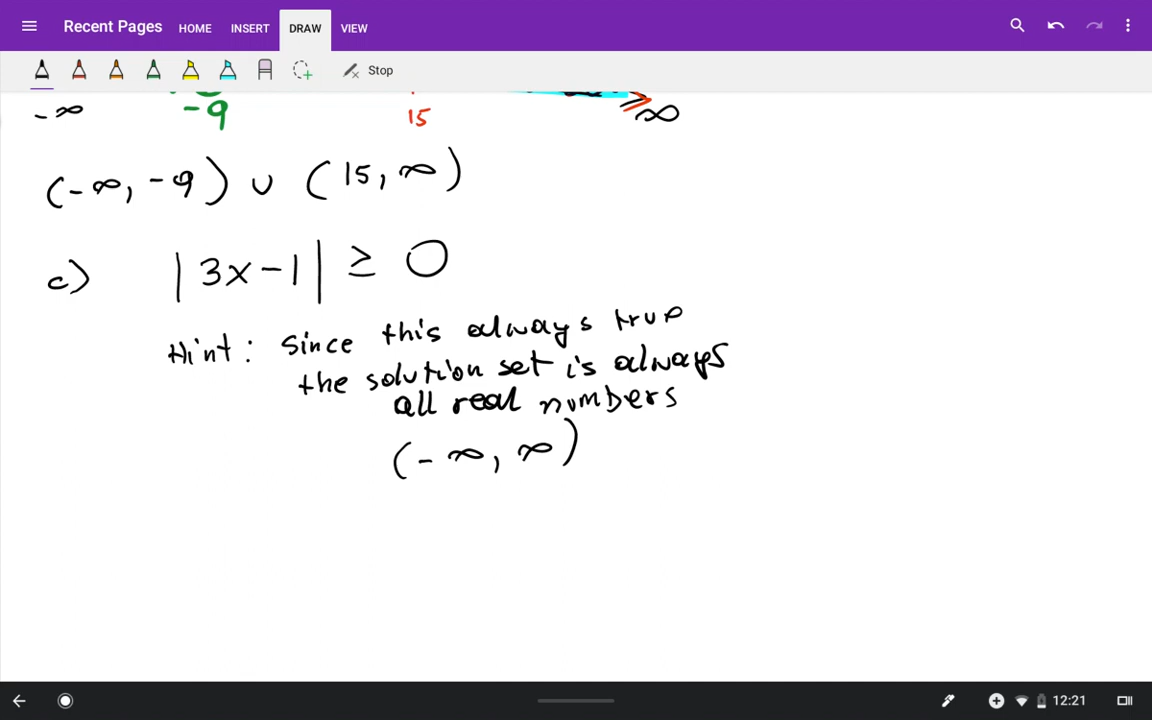 Recent Pages HOME INSERT DRAW VIEW
Stop
-∞ -9 15 ∞
(-∞, -9) ∪ (15, ∞)
c) |3x-1| ≥ 0
Hint: Since this always true
the solution set is always
all real numbers
(-∞, ∞)
12:21